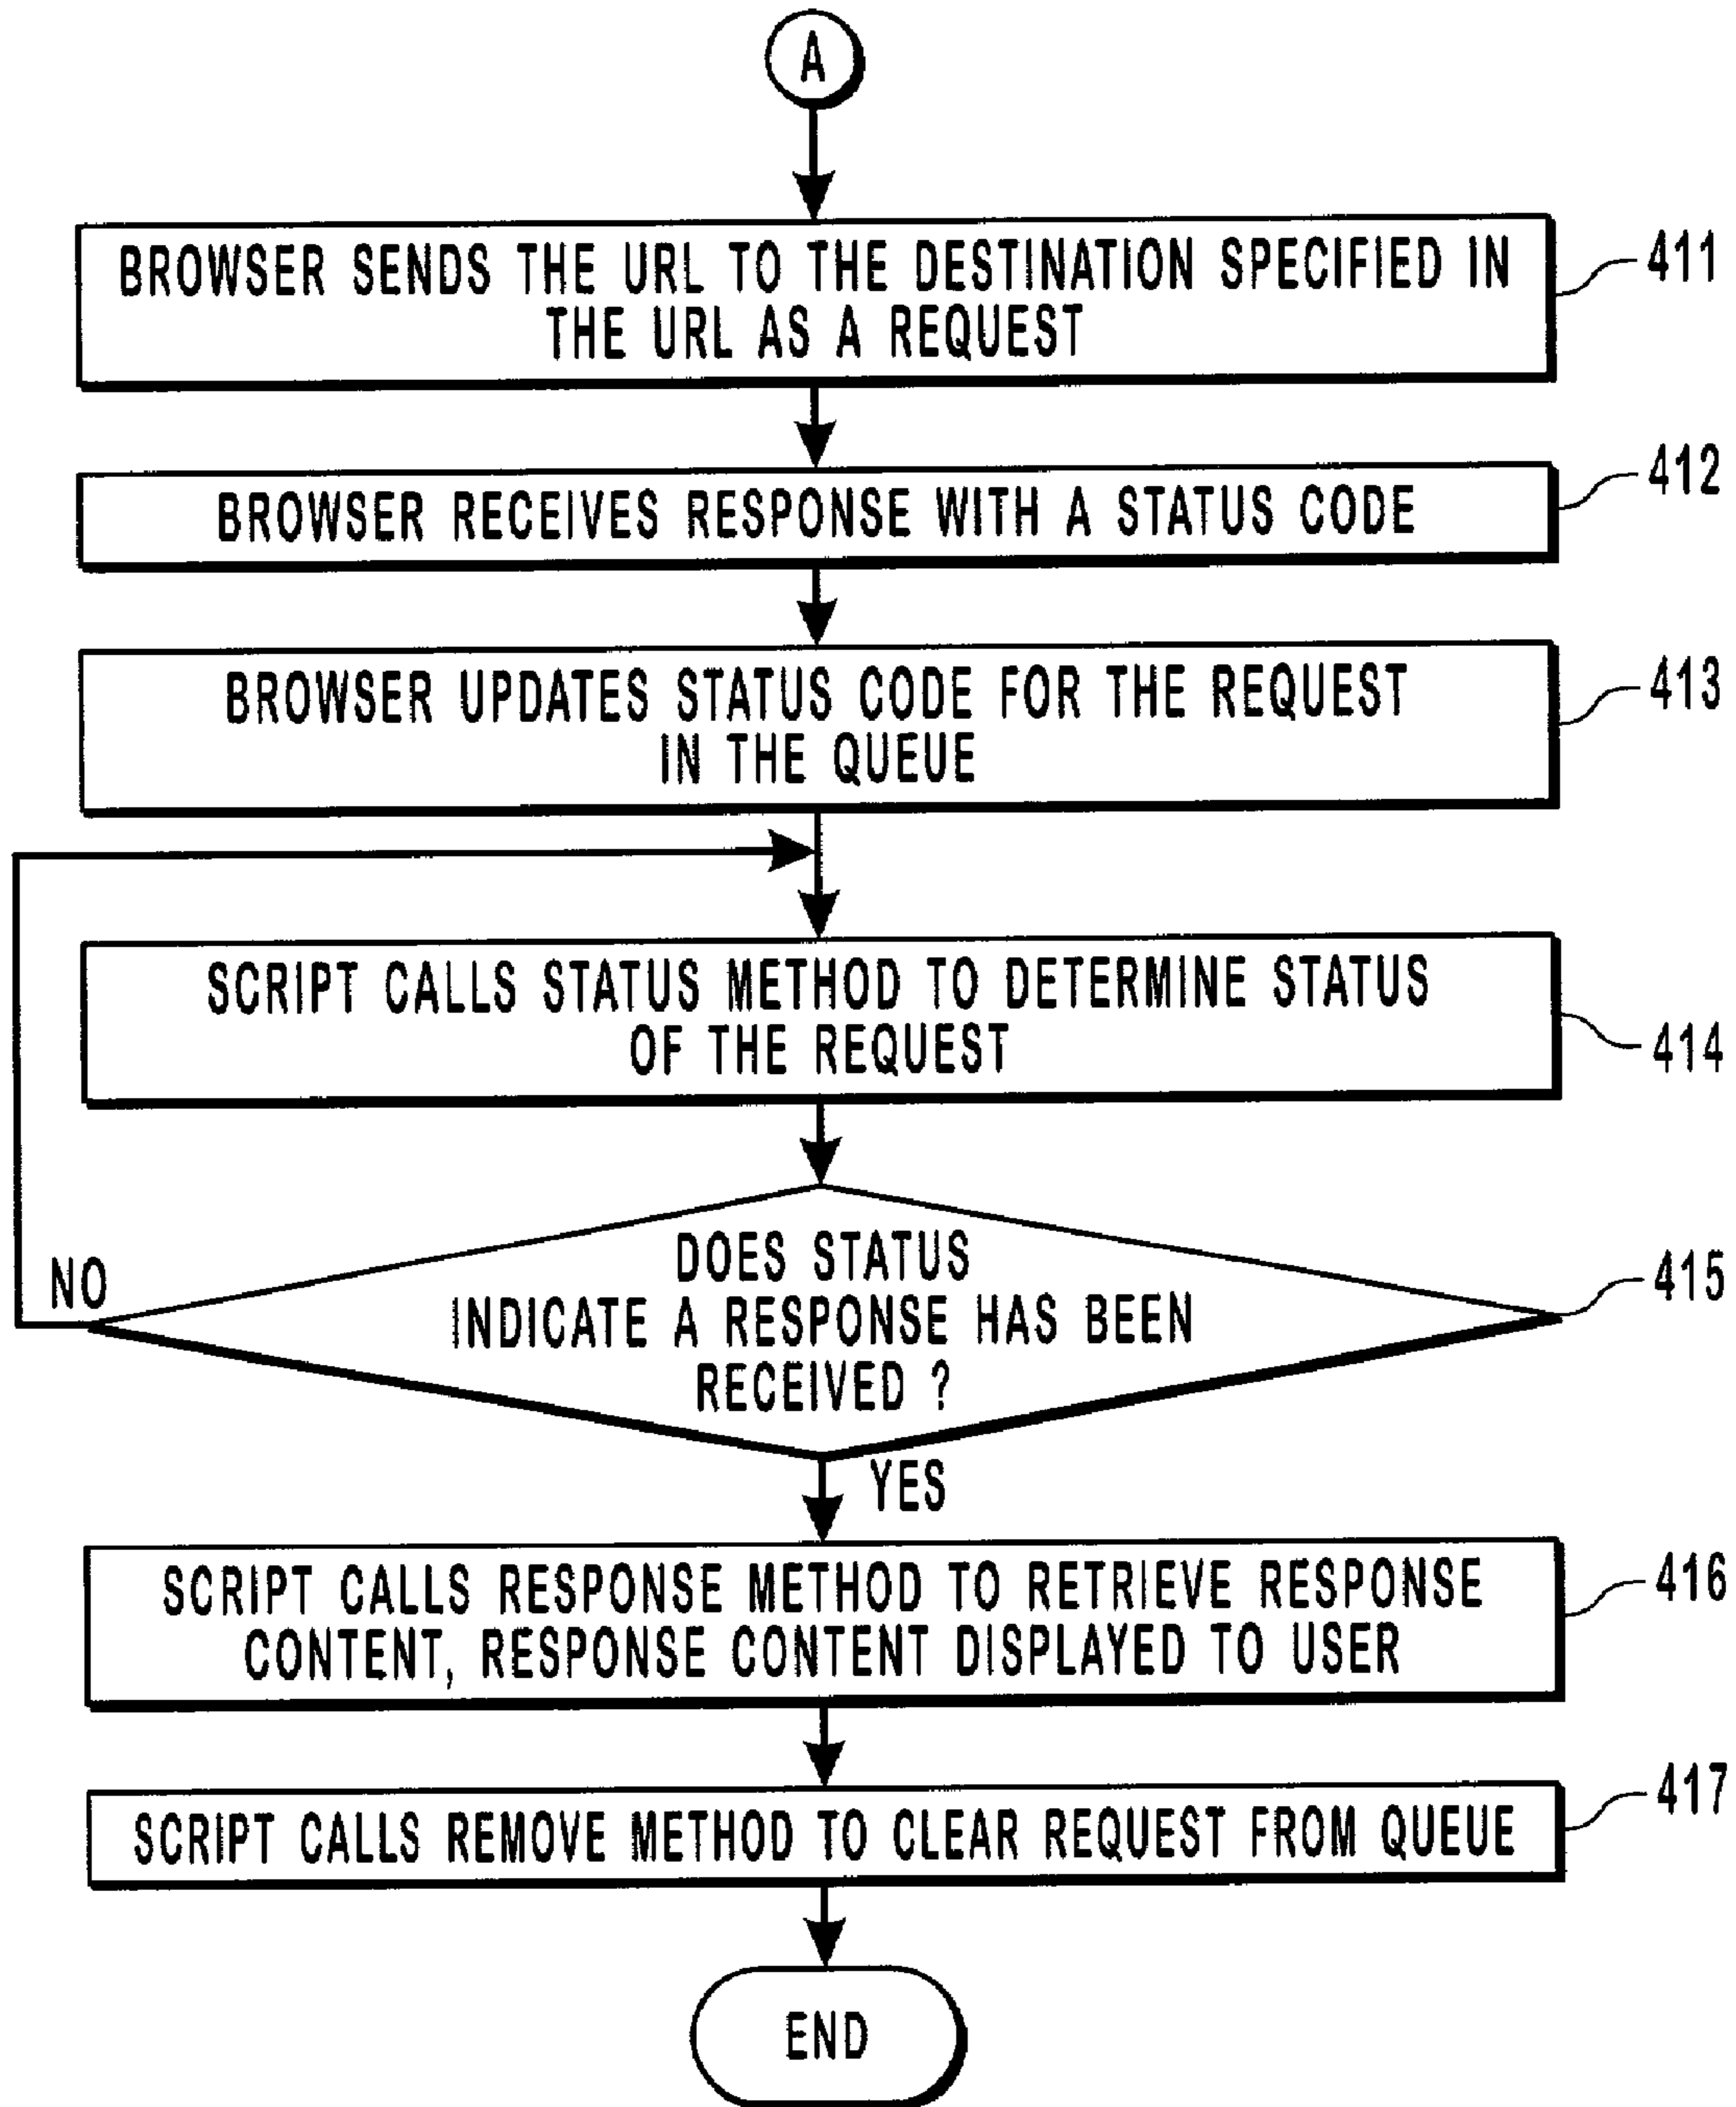 A
BROWSER SENDS THE URL TO THE DESTINATION SPECIFIED IN
THE URL AS A REQUEST
411
BROWSER RECEIVES RESPONSE WITH A STATUS CODE
412
BROWSER UPDATES STATUS CODE FOR THE REQUEST
IN THE QUEUE
413
SCRIPT CALLS STATUS METHOD TO DETERMINE STATUS
OF THE REQUEST
414
DOES STATUS
INDICATE A RESPONSE HAS BEEN
RECEIVED ?
415
NO
YES
SCRIPT CALLS RESPONSE METHOD TO RETRIEVE RESPONSE
CONTENT, RESPONSE CONTENT DISPLAYED TO USER
416
SCRIPT CALLS REMOVE METHOD TO CLEAR REQUEST FROM QUEUE
417
END